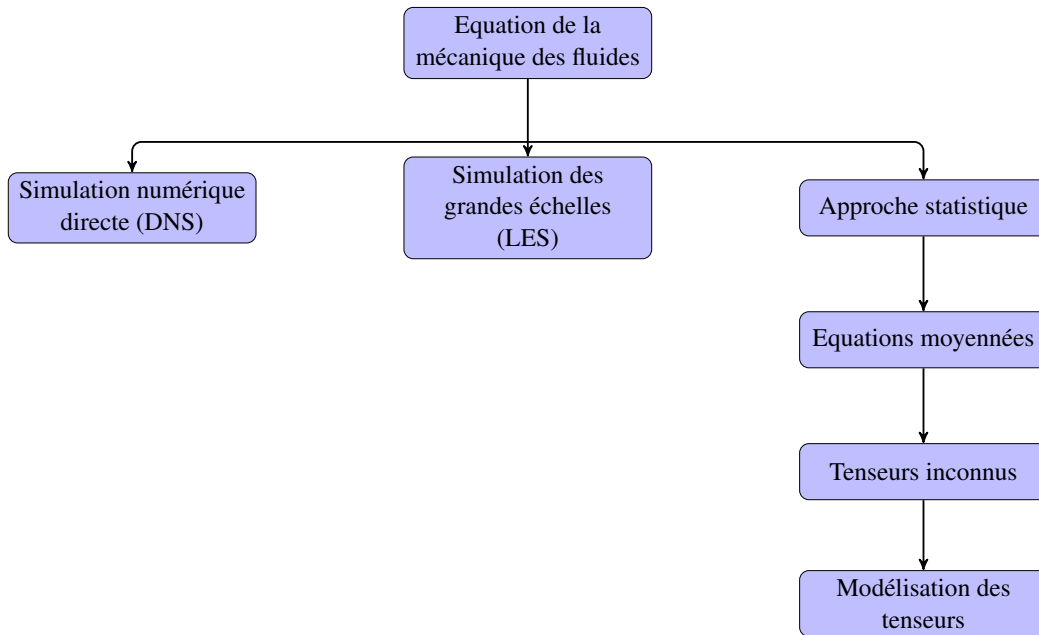 Equation de la
mécanique des fluides
Simulation numérique
directe (DNS)
Simulation des
grandes échelles
(LES)
Approche statistique
Equations moyennées
Tenseurs inconnus
Modélisation des
tenseurs